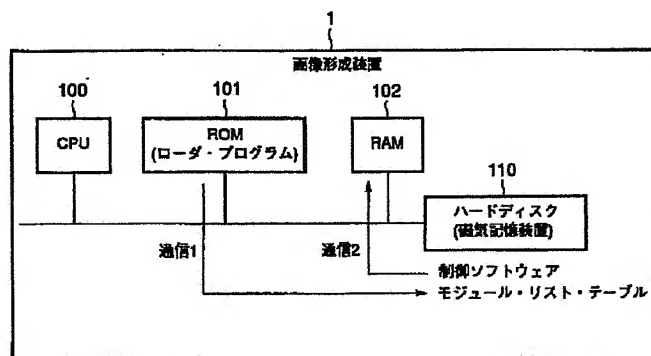 1
画像形成装置
100
101
102
CPU
ROM
(ローダ・プログラム)
RAM
110
ハードディスク
(磁気記憶装置)
通信1
通信2
制御ソフトウェア
モジュール・リスト・テーブル